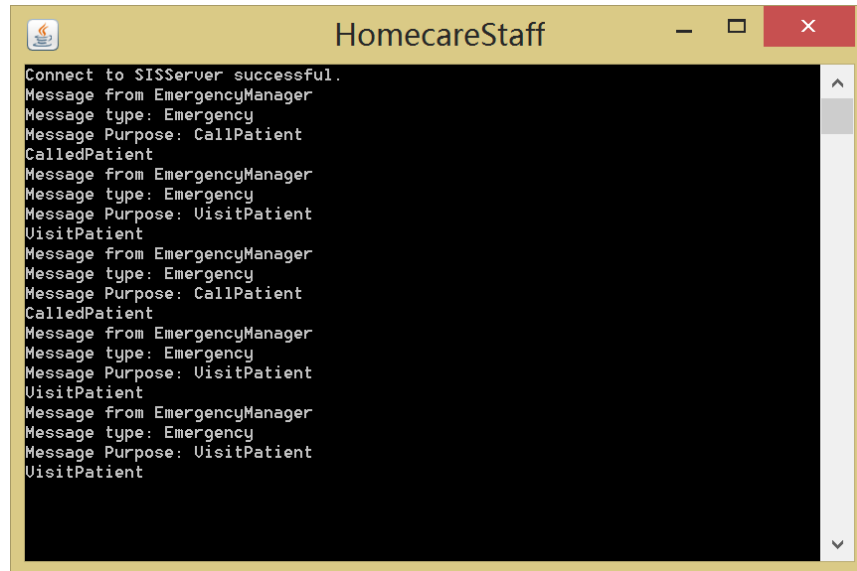 HomecareStaff
Connect to SISServer successful.
Message from EmergencyManager
Message type: Emergency
Message Purpose: CallPatient
CalledPatient
Message from EmergencyManager
Message type: Emergency
Message Purpose: VisitPatient
VisitPatient
Message from EmergencyManager
Message type: Emergency
Message Purpose: CallPatient
CalledPatient
Message from EmergencyManager
Message type: Emergency
Message Purpose: VisitPatient
VisitPatient
Message from EmergencyManager
Message type: Emergency
Message Purpose: VisitPatient
VisitPatient